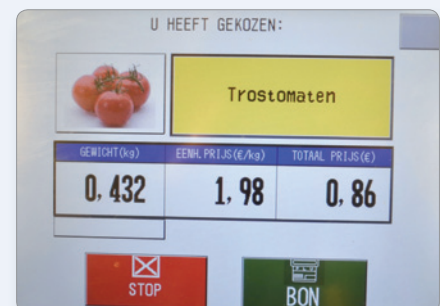 U HEEFT GEKOZEN:
Trostomaten
GEWICHT(kg) EENH.PRIJS(€/kg) TOTAAL PRIJS(€)
0,432 1,98 0,86
STOP BON